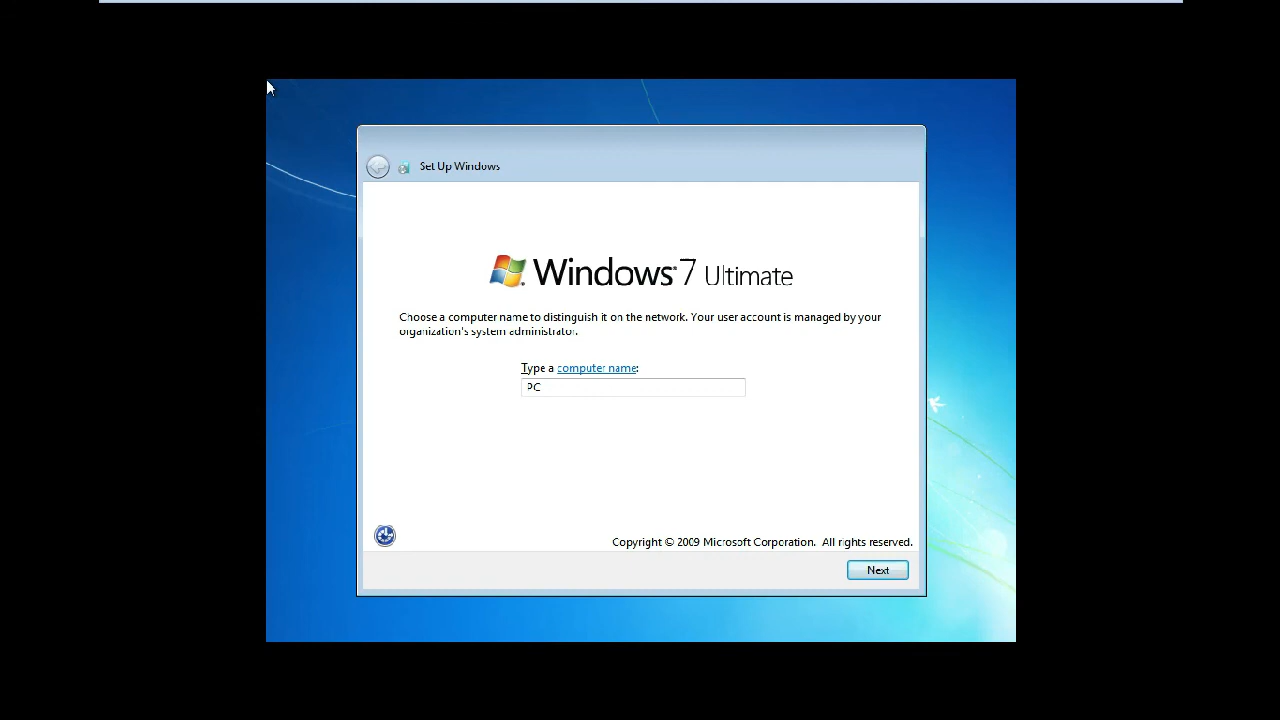 Set Up Windows
Windows 7 Ultimate
Choose a computer name to distinguish it on the network. Your user account is managed by your
organization's system administrator.
Type a computer name:
PC
Copyright © 2009 Microsoft Corporation. All rights reserved.
Next